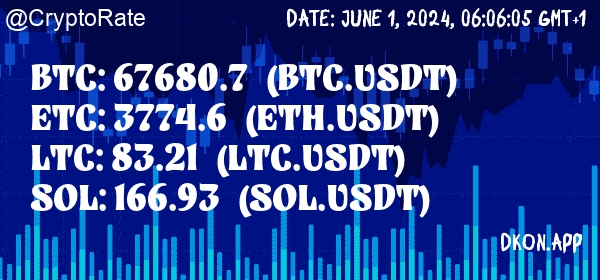 @CryptoRate
DATE: JUNE 1, 2024, 06:06:05 GMT+1
BTC: 67680.7 (BTC.USDT)
ETC: 3774.6 (ETH.USDT)
LTC: 83.21 (LTC.USDT)
SOL: 166.93 (SOL.USDT)
DKON.APP